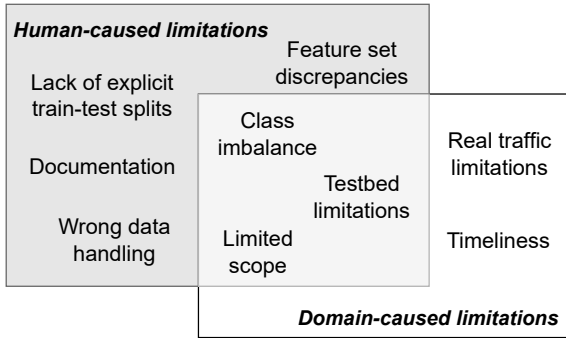 Human-caused limitations
Feature set
discrepancies
Lack of explicit
train-test splits
Class
imbalance
Real traffic
limitations
Documentation
Testbed
limitations
Wrong data
handling
Limited
scope
Timeliness
Domain-caused limitations